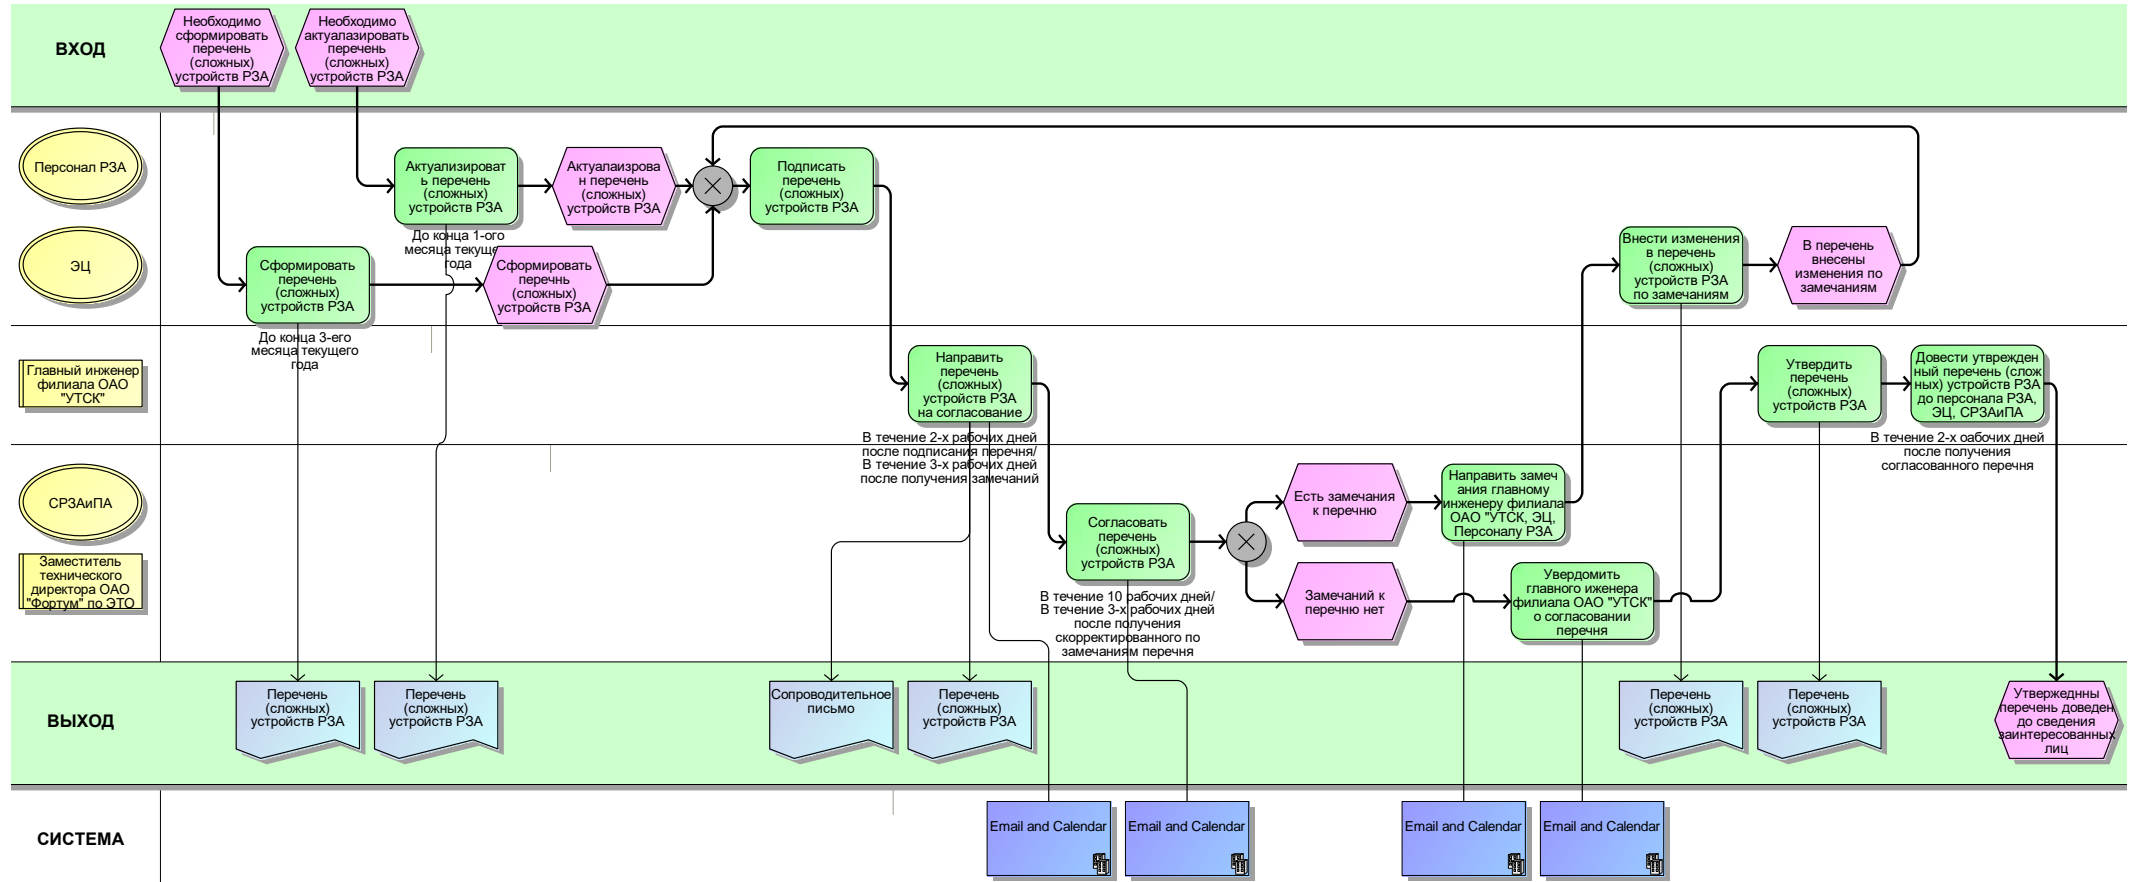 ВХОД
Необходимо
сформировать
перечень
(сложных)
устройств РЗА
Необходимо
актуалазировать
перечень
(сложных)
устройств РЗА
Персонал РЗА
Актуализироват
ь перечень
(сложных)
устройств РЗА
До конца 1-ого
месяца текуще
года
Актуалаизрова
н перечень
(сложных)
устройств РЗА
Подписать
перечень
(сложных)
устройств РЗА
ЭЦ
Сформировать
перечень
(сложных)
устройств РЗА
До конца 3-его
месяца текущего
года
Сформировать
перечнь
(сложных)
устройств РЗА
Внести изменения
в перечень
(сложных)
устройств РЗА
по замечаниям
В перечень
внесены
изменения по
замечаниям
Главный инженер
филиала ОАО
"УТСК"
Направить
перечень
(сложных)
устройств РЗА
на согласование
В течение 2-х рабочих дней
после подписания перечня/
В течение 3-х рабочих дней
после получения замечаний
Утвердить
перечень
(сложных)
устройств РЗА
Довести утврежден
ный перечень (слож
ных) устройств РЗА
до персонала РЗА,
ЭЦ, СРЗАиПА
В течение 2-х оабочих дней
после получения
согласованного перечня
СРЗАиПА
Заместитель
технического
директора ОАО
"Фортум" по ЭТО
Согласовать
перечень
(сложных)
устройств РЗА
В течение 10 рабочих дней/
В течение 3-х рабочих дней
после получения
скорректированного по
замечаниям перечня
Есть замечания
к перечню
Направить замеч
ания главному
инженеру филиала
ОАО "УТСК, ЭЦ,
Персоналу РЗА
Замечаний к
перечню нет
Увердомить
главного иженера
филиала ОАО "УТСК"
о согласовании
перечня
ВЫХОД
Перечень
(сложных)
устройств РЗА
Перечень
(сложных)
устройств РЗА
Сопроводительное
письмо
Перечень
(сложных)
устройств РЗА
Перечень
(сложных)
устройств РЗА
Перечень
(сложных)
устройств РЗА
Утвержеднны
перечень доведен
до сведения
заинтересованных
лиц
СИСТЕМА
Email and Calendar
Email and Calendar
Email and Calendar
Email and Calendar